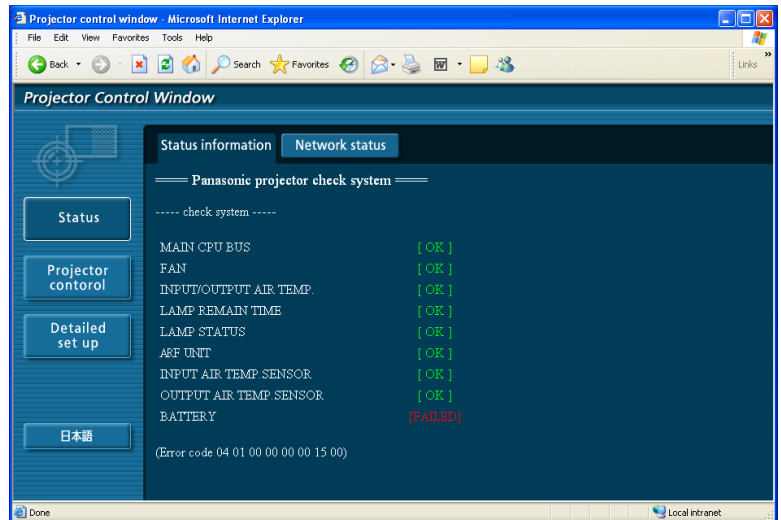 Projector control window - Microsoft Internet Explorer
File Edit View Favorites Tools Help
Back Search Favorites Links
Projector Control Window
Status information Network status
Panasonic projector check system
Status
----- check system -----
MAIN CPU BUS [ OK ]
Projector contorol
FAN [ OK ]
INPUT/OUTPUT AIR TEMP. [ OK ]
LAMP REMAIN TIME [ OK ]
Detailed set up
LAMP STATUS [ OK ]
ARF UNIT [ OK ]
INPUT AIR TEMP.SENSOR [ OK ]
OUTPUT AIR TEMP.SENSOR [ OK ]
BATTERY [FAILED]
日本語
(Error code 04 01 00 00 00 00 15 00)
Done Local intranet